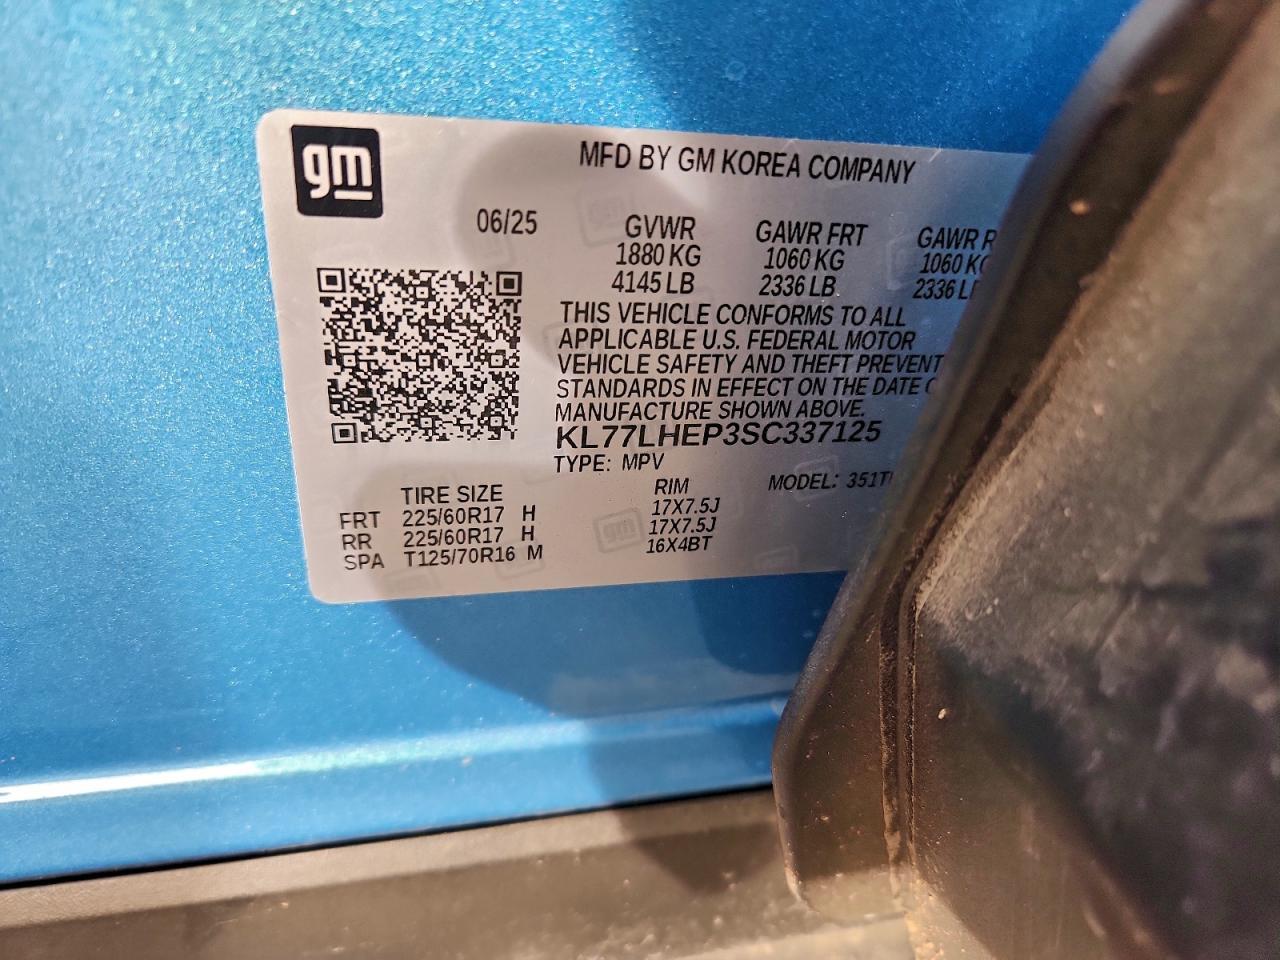 gm
MFD BY GM KOREA COMPANY
06/25 GVWR GAWR FRT GAWR R
1880 KG 1060 KG 1060 K
4145 LB 2336 LB 2336 L
THIS VEHICLE CONFORMS TO ALL
APPLICABLE U.S. FEDERAL MOTOR
VEHICLE SAFETY AND THEFT PREVENT
STANDARDS IN EFFECT ON THE DATE
MANUFACTURE SHOWN ABOVE.
KL77LHEP3SC337125
TYPE: MPV MODEL: 351T
TIRE SIZE RIM
FRT 225/60R17 H 17X7.5J
RR 225/60R17 H 17X7.5J
SPA T125/70R16 M 16X4BT